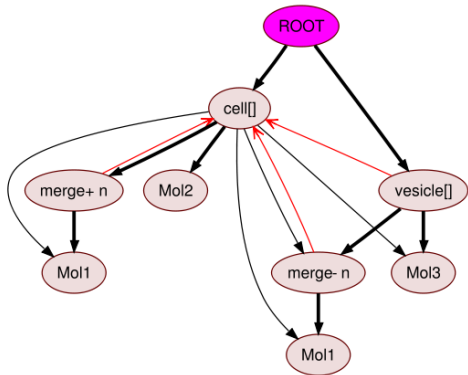 ROOT
cell[]
merge+ n
Mol2
vesicle[]
Mol1
merge- n
Mol3
Mol1